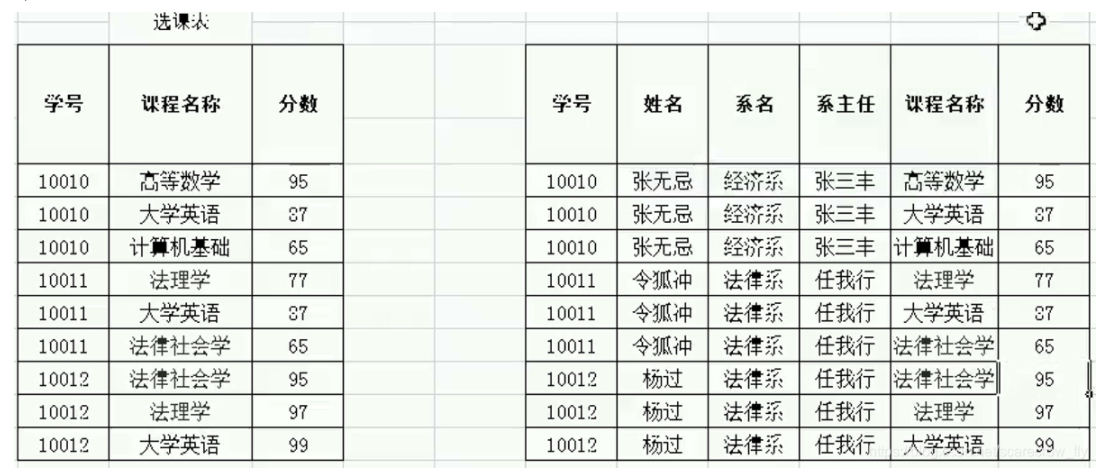 选课表
学号 课程名称 分数 学号 姓名 系名 系主任 课程名称 分数
10010 高等数学 95 10010 张无忌 经济系 张三丰 高等数学 95
10010 大学英语 87 10010 张无忌 经济系 张三丰 大学英语 87
10010 计算机基础 65 10010 张无忌 经济系 张三丰 计算机基础 65
10011 法理学 77 10011 令狐冲 法律系 任我行 法理学 77
10011 大学英语 87 10011 令狐冲 法律系 任我行 大学英语 87
10011 法律社会学 65 10011 令狐冲 法律系 任我行 法律社会学 65
10012 法律社会学 95 10012 杨过 法律系 任我行 法律社会学 95
10012 法理学 97 10012 杨过 法律系 任我行 法理学 97
10012 大学英语 99 10012 杨过 法律系 任我行 大学英语 99